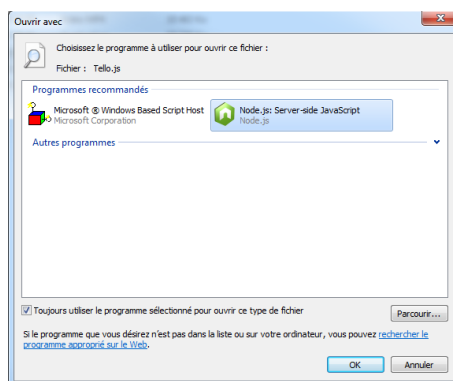 Ouvrir avec
Choisissez le programme à utiliser pour ouvrir ce fichier :
Fichier : Tello.js
Programmes recommandés
Microsoft ® Windows Based Script Host
Microsoft Corporation
Node.js: Server-side JavaScript
Node.js
Autres programmes
Toujours utiliser le programme sélectionné pour ouvrir ce type de fichier
Parcourir...
Si le programme que vous désirez n'est pas dans la liste ou sur votre ordinateur, vous pouvez rechercher le
programme approprié sur le Web.
OK
Annuler